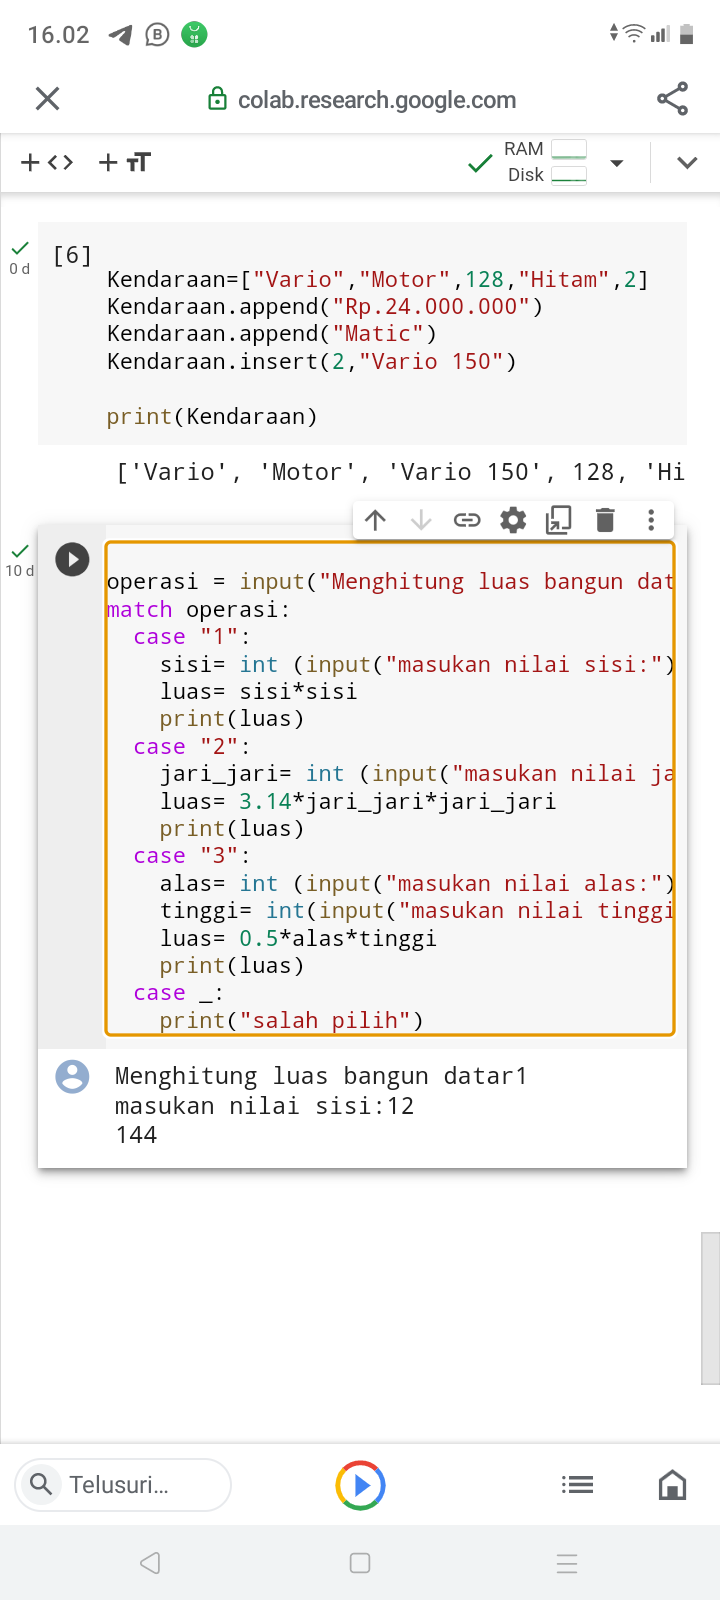 16.02
colab.research.google.com
RAM
Disk
[6]
0 d
Kendaraan=["Vario","Motor",128,"Hitam",2]
Kendaraan.append("Rp.24.000.000")
Kendaraan.append("Matic")
Kendaraan.insert(2,"Vario 150")
print(Kendaraan)
['Vario', 'Motor', 'Vario 150', 128, 'Hi
10 d
operasi = input("Menghitung luas bangun dat
match operasi:
case "1":
sisi= int (input("masukan nilai sisi:")
luas= sisi*sisi
print(luas)
case "2":
jari_jari= int (input("masukan nilai ja
luas= 3.14*jari_jari*jari_jari
print(luas)
case "3":
alas= int (input("masukan nilai alas:")
tinggi= int(input("masukan nilai tinggi
luas= 0.5*alas*tinggi
print(luas)
case _:
print("salah pilih")
Menghitung luas bangun datar1
masukan nilai sisi:12
144
Telusuri...